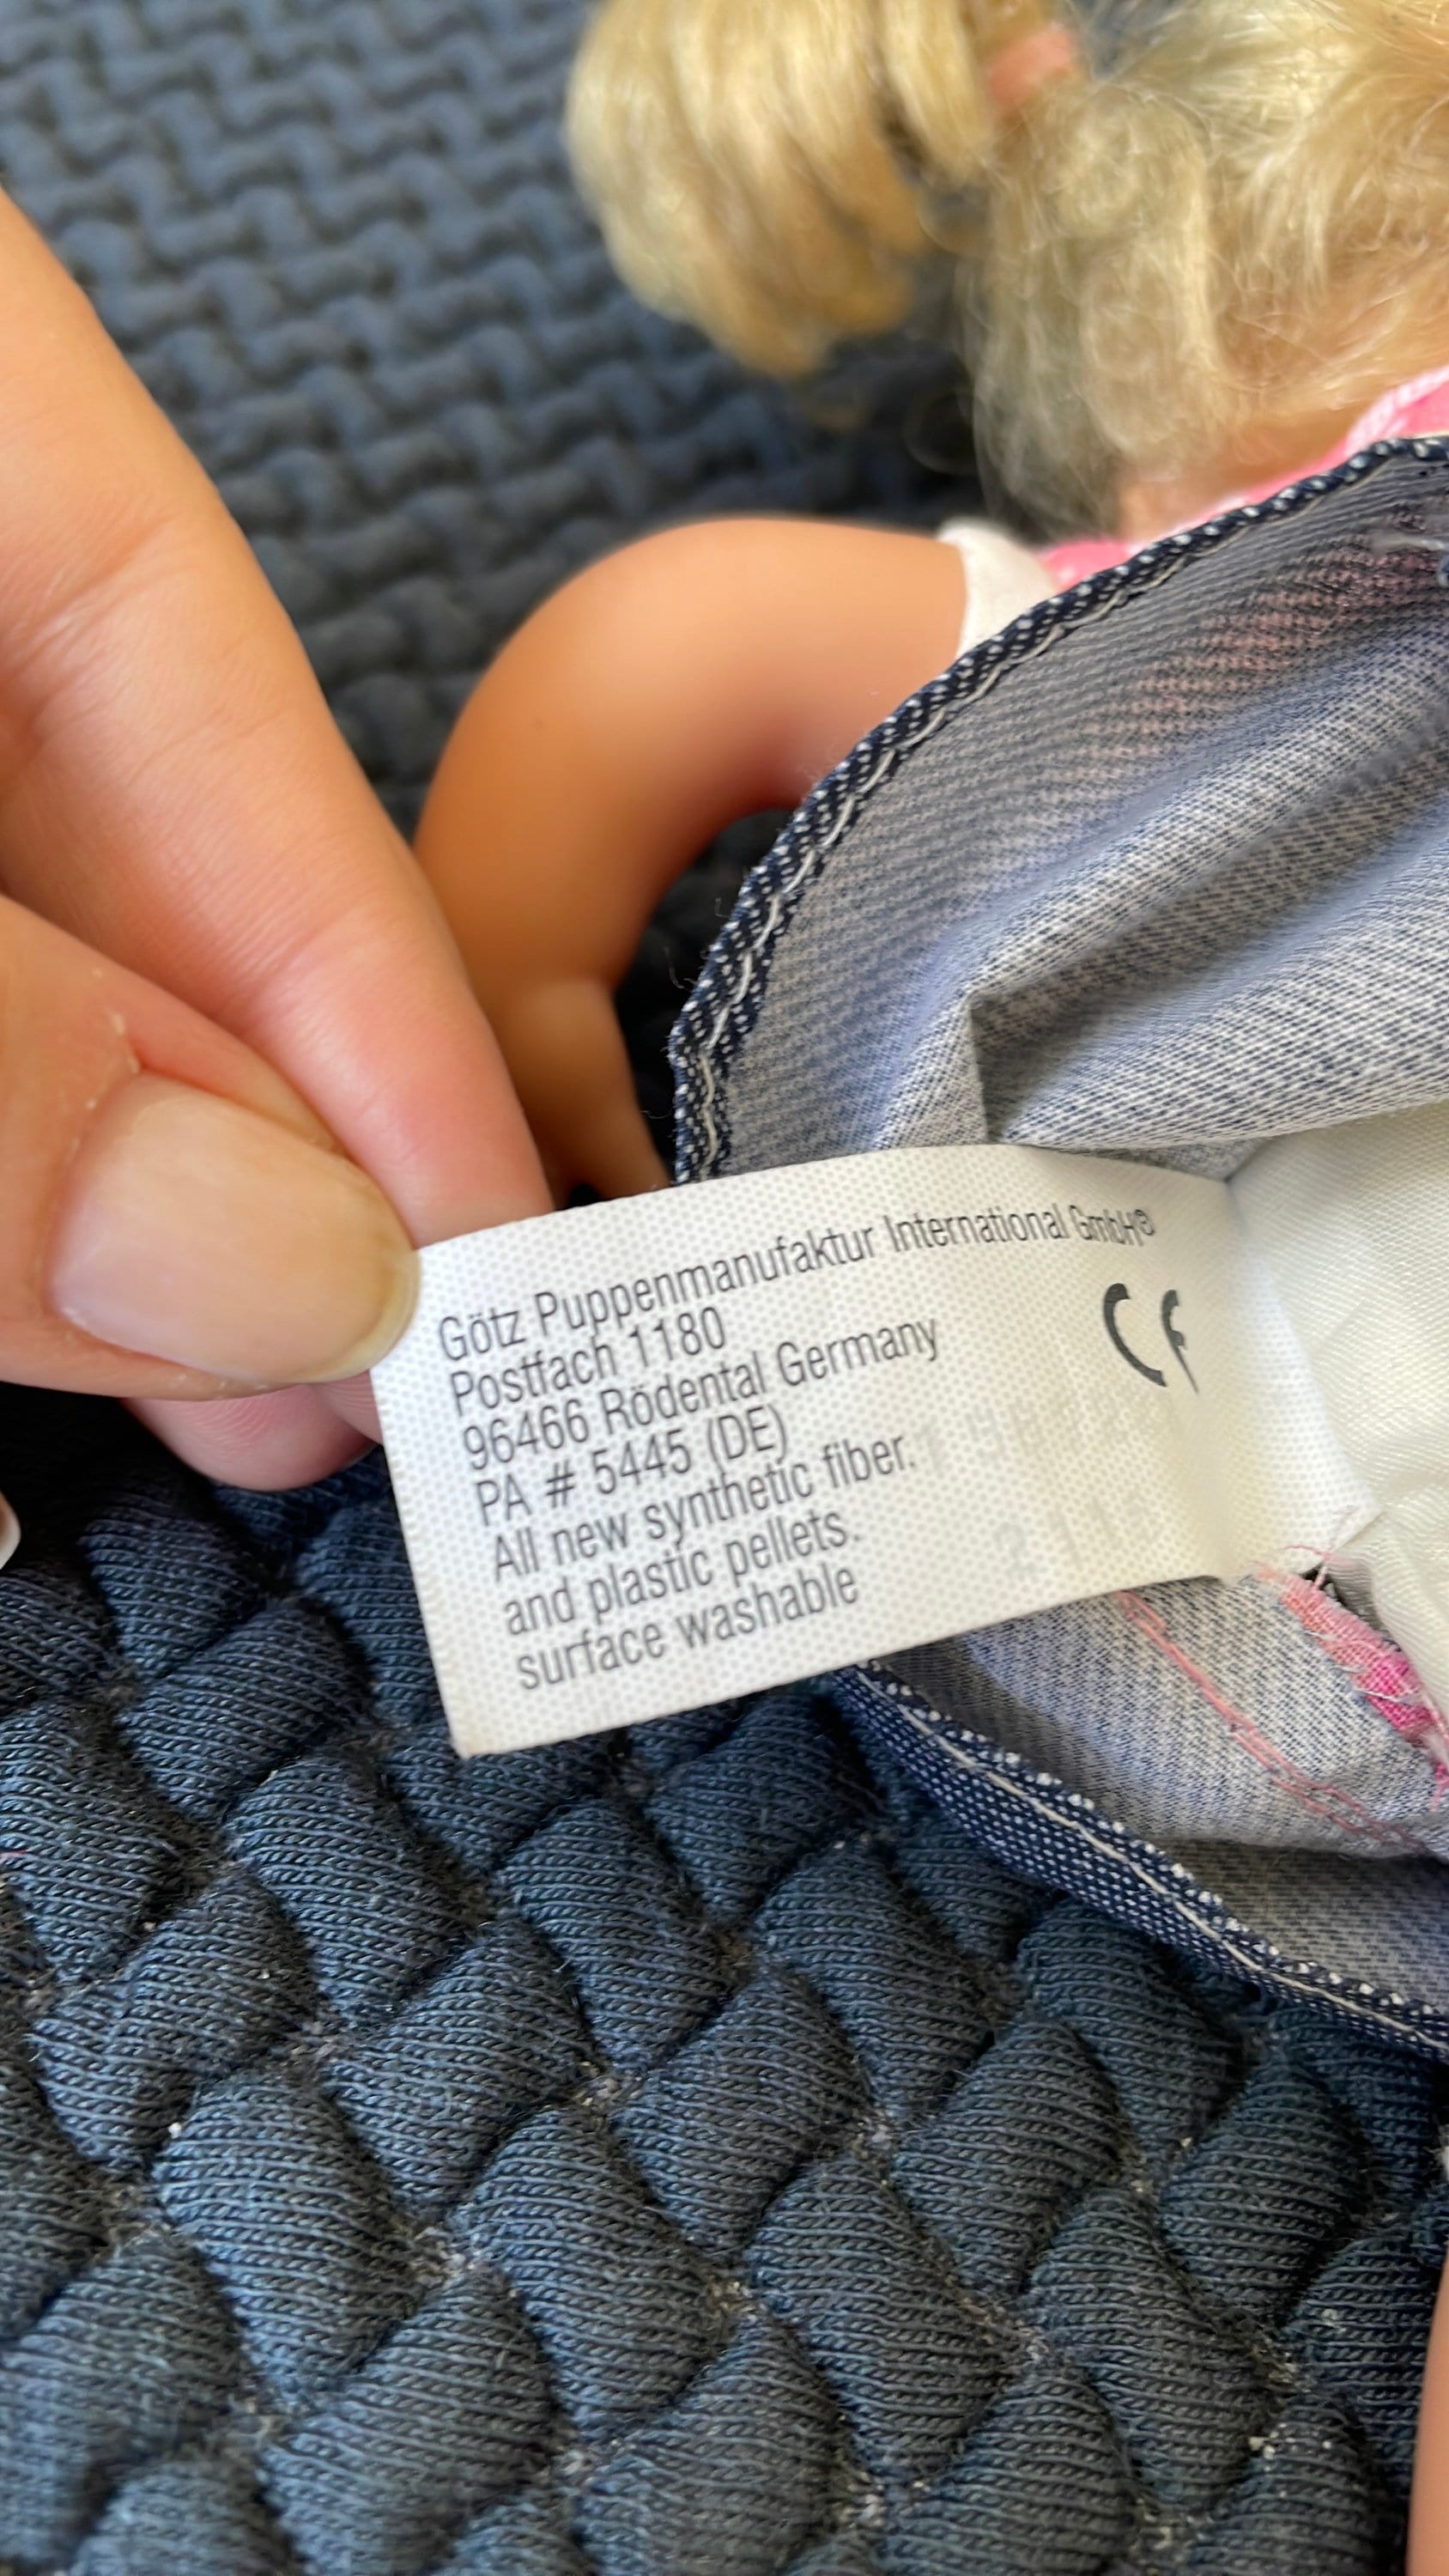 Götz Puppenmanufaktur International GmbH®
Postfach 1180
96466 Rödental Germany
PA # 5445 (DE)
All new synthetic fiber.
and plastic pellets.
surface washable
CE